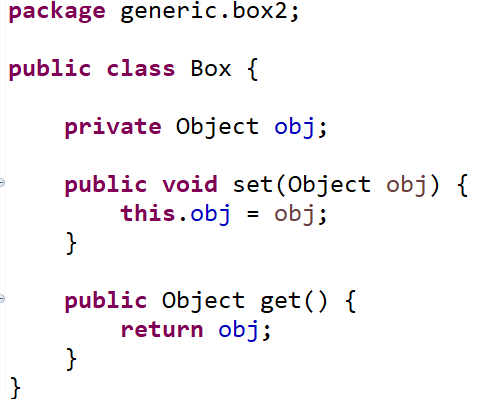 package generic.box2;
public class Box {
private Object obj;
public void set(Object obj) {
this.obj = obj;
}
public Object get() {
return obj;
}
}